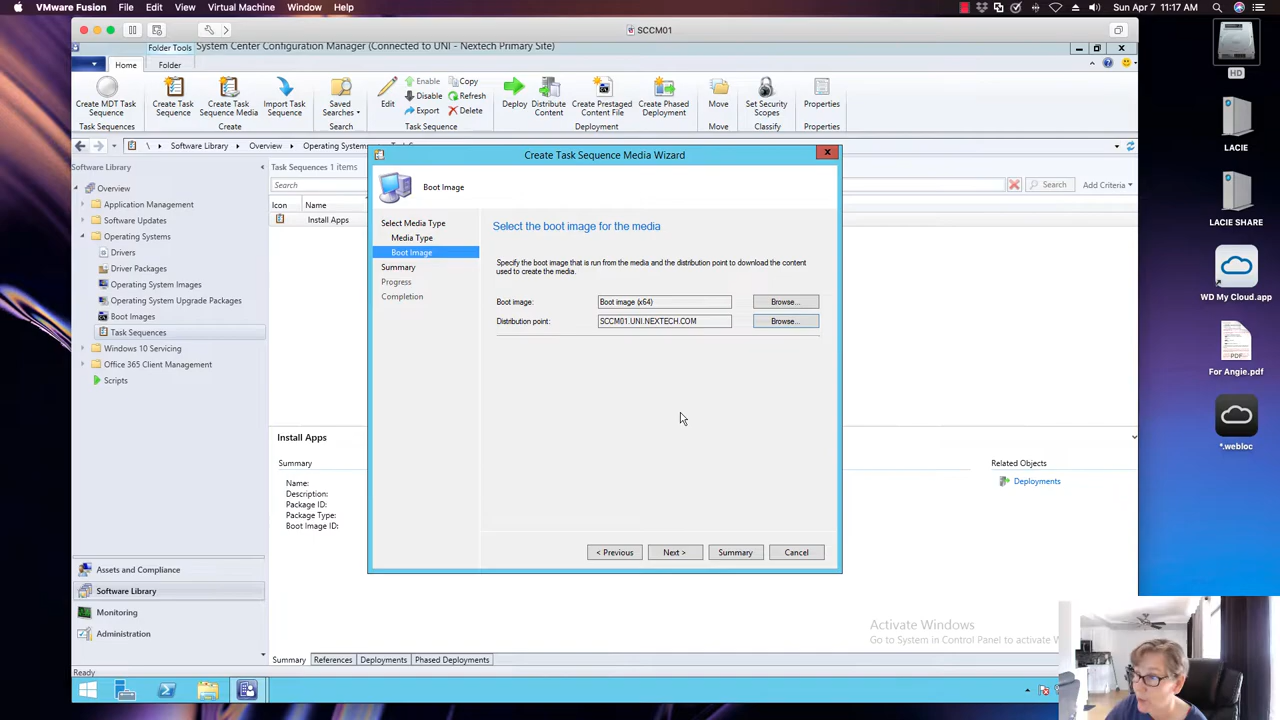 VMware Fusion File Edit View Virtual Machine Window Help
Sun Apr 7 11:17 AM
SCCM01
Folder Tools System Center Configuration Manager (Connected to UNI - Nextech Primary Site)
Home Folder
Create MDT Task Sequence
Create Task Sequence
Create Task Sequence Media
Import Task Sequence
Saved Searches
Edit
Enable
Disable
Export
Copy
Refresh
Delete
Deploy
Distribute Content
Create Prestaged Content File
Create Phased Deployment
Move
Set Security Scopes
Properties
Task Sequences Create Search Task Sequence Deployment Move Classify Properties
\ Software Library Overview Operating Systems
Software Library
Overview
Application Management
Software Updates
Operating Systems
Drivers
Driver Packages
Operating System Images
Operating System Upgrade Packages
Boot Images
Task Sequences
Windows 10 Servicing
Office 365 Client Management
Scripts
Assets and Compliance
Software Library
Monitoring
Administration
Ready
Task Sequences 1 items
Search
Search
Add Criteria
Icon Name
Install Apps
Create Task Sequence Media Wizard
Boot Image
Select Media Type
Media Type
Boot Image
Summary
Progress
Completion
Select the boot image for the media
Specify the boot image that is run from the media and the distribution point to download the content
used to create the media.
Boot image: Boot image (x64) Browse...
Distribution point: SCCM01.UNI.NEXTECH.COM Browse...
< Previous Next > Summary Cancel
Install Apps
Summary
Name:
Description:
Package ID:
Package Type:
Boot Image ID:
Related Objects
Deployments
Summary References Deployments Phased Deployments
Activate Windows
Go to System in Control Panel to activate W
HD
LACIE
LACIE SHARE
WD My Cloud.app
PDF
For Angie.pdf
*.webloc